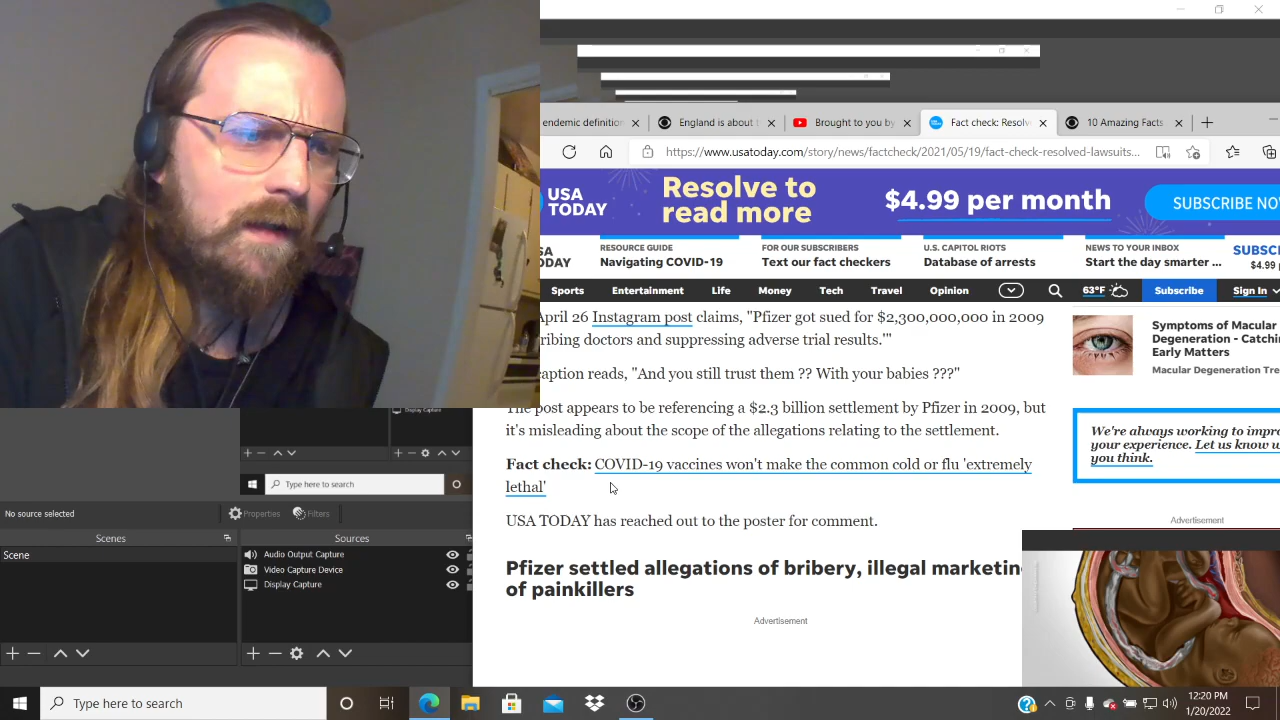 endemic definition
England is about t
Brought to you by
Fact check: Resolv
10 Amazing Facts
https://www.usatoday.com/story/news/factcheck/2021/05/19/fact-check-resolved-lawsuits...
USA
TODAY
Resolve to
read more
$4.99 per month
SUBSCRIBE NO
SA
TODAY
RESOURCE GUIDE
Navigating COVID-19
FOR OUR SUBSCRIBERS
Text our fact checkers
U.S. CAPITOL RIOTS
Database of arrests
NEWS TO YOUR INBOX
Start the day smarter ...
SUBSC
$4.99
Sports Entertainment Life Money Tech Travel Opinion 63°F Subscribe Sign In
April 26 Instagram post claims, "Pfizer got sued for $2,300,000,000 in 2009
ribing doctors and suppressing adverse trial results.'"
caption reads, "And you still trust them ?? With your babies ???"
The post appears to be referencing a $2.3 billion settlement by Pfizer in 2009, but
it's misleading about the scope of the allegations relating to the settlement.
Fact check: COVID-19 vaccines won't make the common cold or flu 'extremely
lethal'
USA TODAY has reached out to the poster for comment.
Pfizer settled allegations of bribery, illegal marketin
of painkillers
Advertisement
Symptoms of Macular
Degeneration - Catchi
Early Matters
Macular Degeneration Tre
We're always working to impro
your experience. Let us know w
you think.
Advertisement
Display Capture
Type here to search
No source selected
Properties
Filters
Scenes
Sources
Scene
Audio Output Capture
Video Capture Device
Display Capture
Type here to search
12:20 PM
1/20/2022